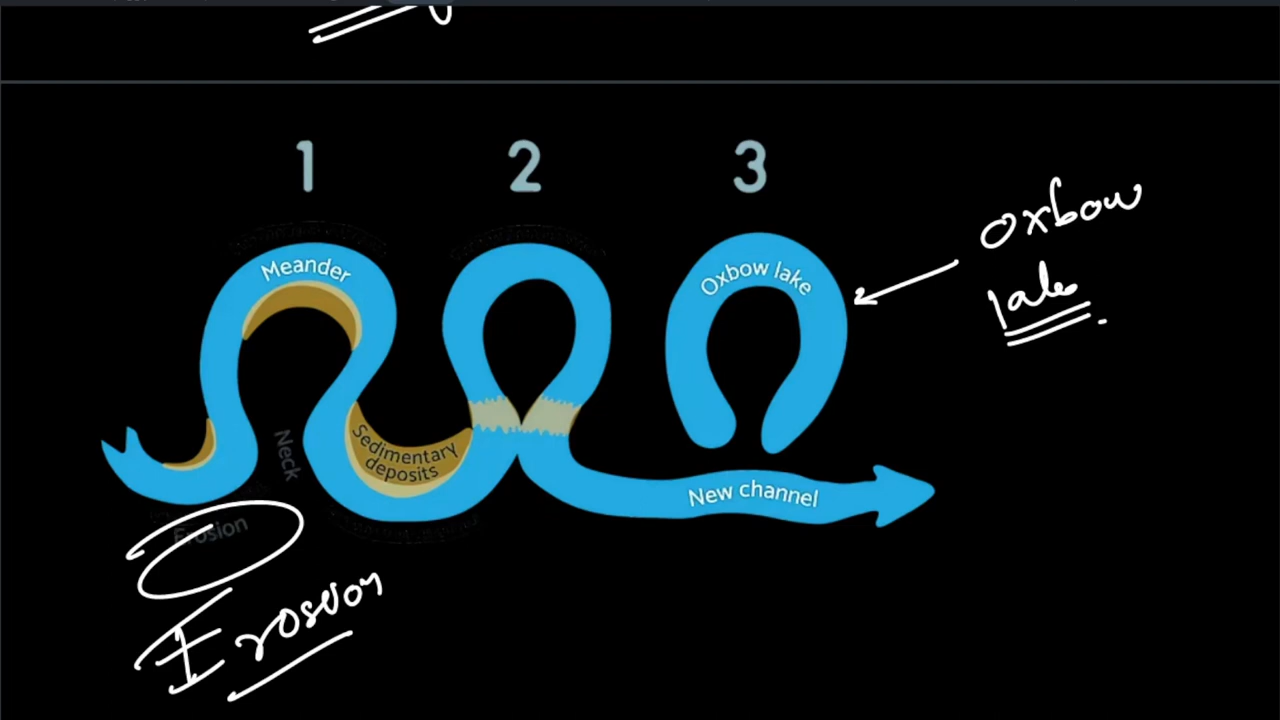 1
2
3
Meander
Oxbow lake
Oxbow
lake
Neck
Sedimentary
deposits
New channel
Erosion
Erosion